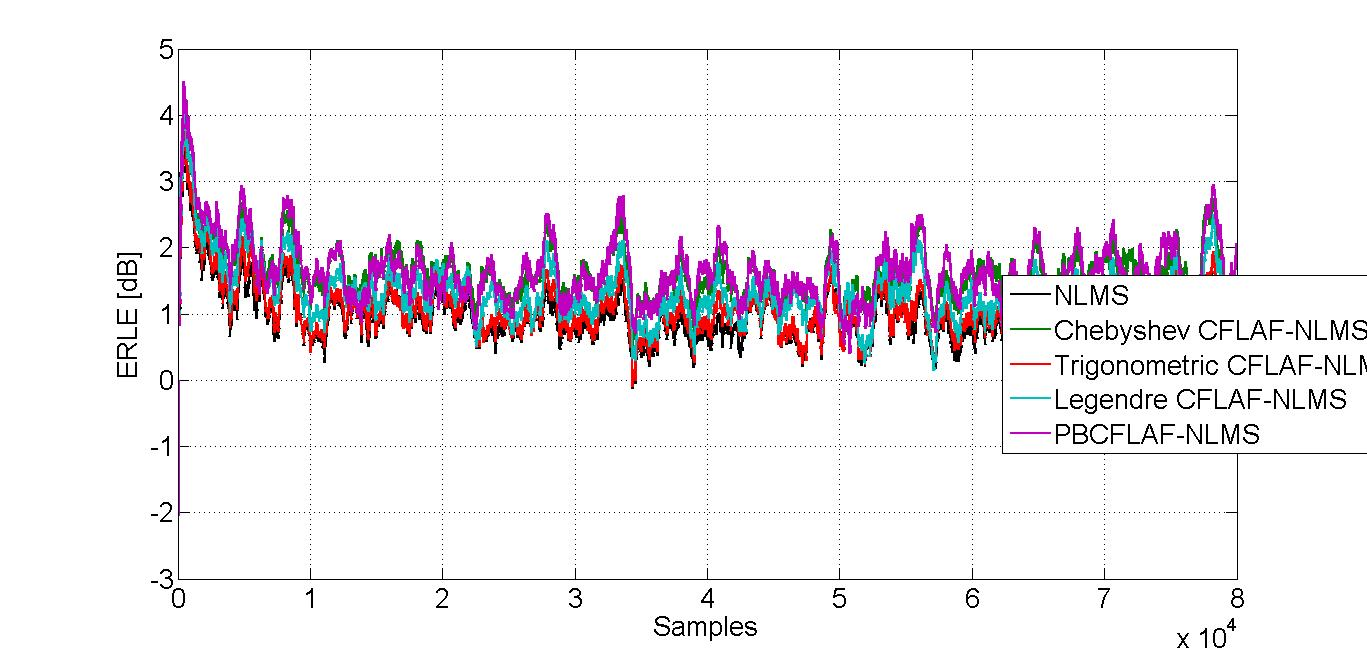 ERLE [dB]
5
4
3
2
1
0
-1
-2
-3
0 1 2 3 4 5 6 7 8
Samples
x 10^4
NLMS
Chebyshev CFLAF-NLMS
Trigonometric CFLAF-NLM
Legendre CFLAF-NLMS
PBCFLAF-NLMS